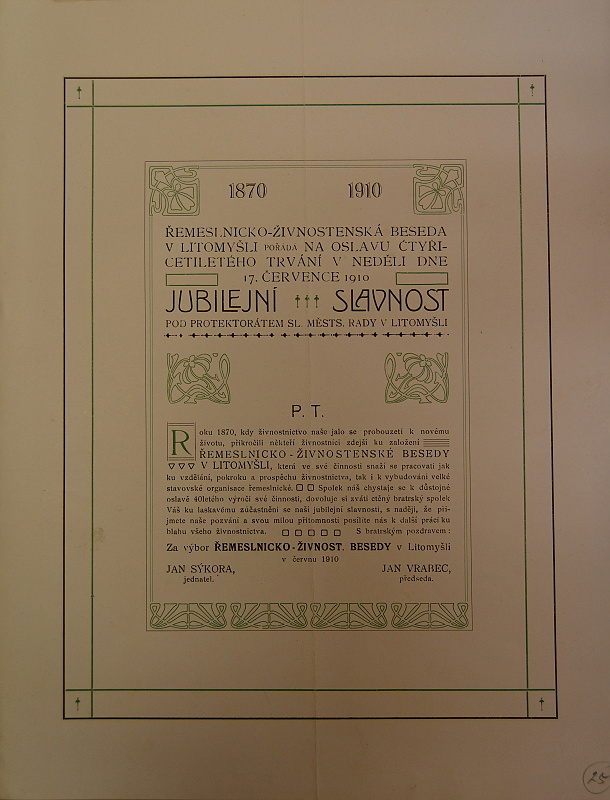 1870 1910
ŘEMESLNICKO-ŽIVNOSTENSKÁ BESEDA
V LITOMYŠLI POŘÁDÁ NA OSLAVU ČTYŘI-
CETILETÉHO TRVÁNÍ V NEDĚLI DNE
17. ČERVENCE 1910
JUBILEJNÍ SLAVNOST
POD PROTEKTORÁTEM SL. MĚSTS. RADY V LITOMYŠLI
P. T.
Roku 1870, kdy živnostnictvo naše jalo se probouzeti k novému
životu, přikročili někteří živnostníci zdejší ku založení
ŘEMESLNICKO-ŽIVNOSTENSKÉ BESEDY
V LITOMYŠLI, která ve své činnosti snaží se pracovati jak
ku vzdělání, pokroku a prospěchu živnostnictva, tak i k vybudování velké
stavovské organisace řemeslnické. Spolek náš chystaje se k důstojné
oslavě 40letého výročí své činnosti, dovoluje si zváti ctěný bratrský spolek
Váš ku laskavému zúčastnění se naší jubilejní slavnosti, s nadějí, že při-
jmete naše pozvání a svou milou přítomností posílíte nás k další práci ku
blahu všeho živnostnictva. S bratrským pozdravem:
Za výbor ŘEMESLNICKO-ŽIVNOST. BESEDY v Litomyšli
v červnu 1910
JAN SÝKORA, JAN VRABEC,
jednatel. předseda.
25